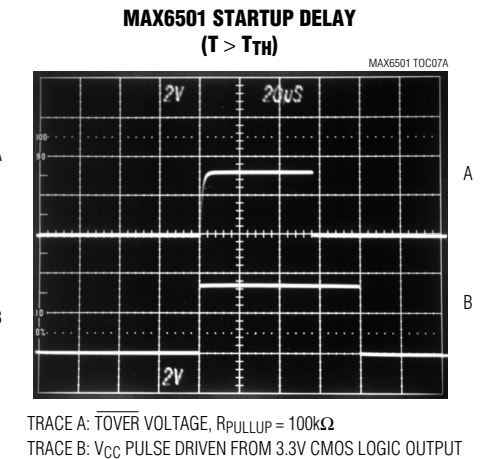 MAX6501 STARTUP DELAY
(T > TTH)
MAX6501 TOC07A
2V 20µS
100
90
A
B
10
0%
2V
TRACE A: TOVER VOLTAGE, RPULLUP = 100kΩ
TRACE B: VCC PULSE DRIVEN FROM 3.3V CMOS LOGIC OUTPUT